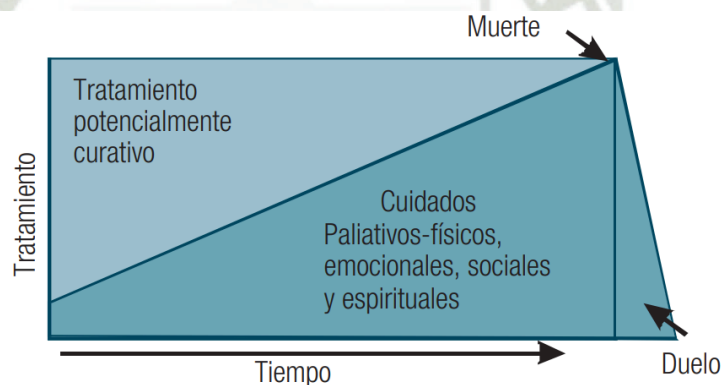 Muerte
Tratamiento
potencialmente
curativo
Tratamiento
Cuidados
Paliativos-físicos,
emocionales, sociales
y espirituales
Tiempo
Duelo